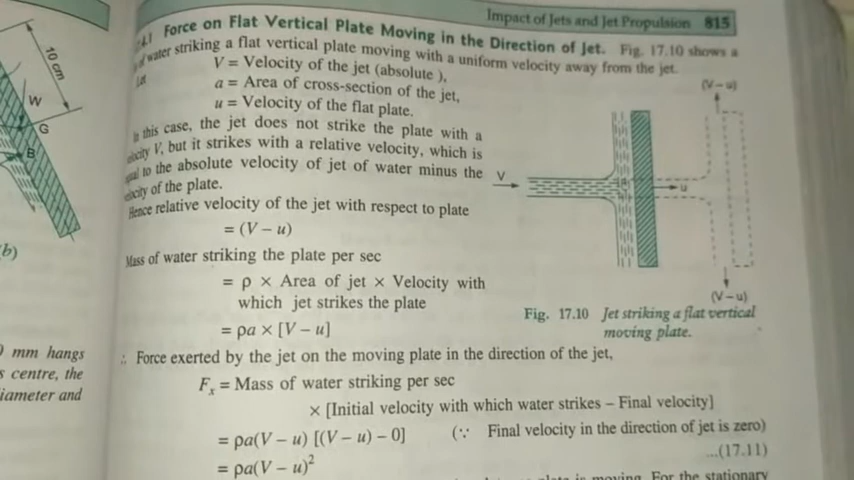 Impact of Jets and Jet Propulsion 815
Force on Flat Vertical Plate Moving in the Direction of Jet. Fig. 17.10 shows a
water striking a flat vertical plate moving with a uniform velocity away from the jet.
Let
V = Velocity of the jet (absolute ),
a = Area of cross-section of the jet,
u = Velocity of the flat plate.
this case, the jet does not strike the plate with a
V, but it strikes with a relative velocity, which is
to the absolute velocity of jet of water minus the
of the plate.
Hence relative velocity of the jet with respect to plate
= (V – u)
Mass of water striking the plate per sec
= ρ × Area of jet × Velocity with
which jet strikes the plate
= ρa × [V – u]
∴ Force exerted by the jet on the moving plate in the direction of the jet,
Fₓ = Mass of water striking per sec
× [Initial velocity with which water strikes – Final velocity]
= ρa(V – u) [(V – u) – 0] (∵ Final velocity in the direction of jet is zero)
...(17.11)
= ρa(V – u)²
plate is moving. For the stationary
(V – u)
V
u
(V – u)
Fig. 17.10 Jet striking a flat vertical
moving plate.
10 cm
W
G
B
b)
mm hangs
s centre, the
iameter and